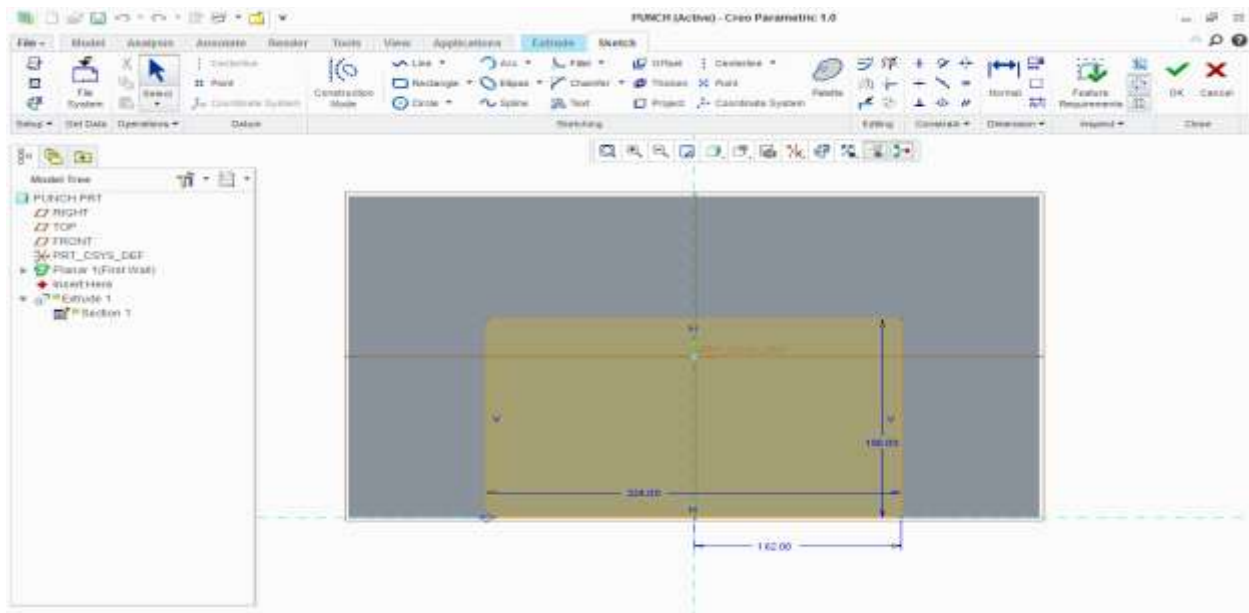 PUNCH (Active) - Creo Parametric 1.0
File Model Analysis Annotate Render Tools View Applications Extrude Sketch
File System
Select
Centerline
Point
Coordinate System
Construction Mode
Line Arc Fillet Offset Centerline
Rectangle Ellipse Chamfer Thicken Point
Circle Spline Text Project Coordinate System
Palette
Normal
Feature Requirements
OK Cancel
Setup Get Data Operations Datum Sketching Editing Constrain Dimension Inspect Close
Model Tree
PUNCH.PRT
RIGHT
TOP
FRONT
PRT_CSYS_DEF
Planar 1(First Wall)
Insert Here
Extrude 1
Section 1
324.00
162.00